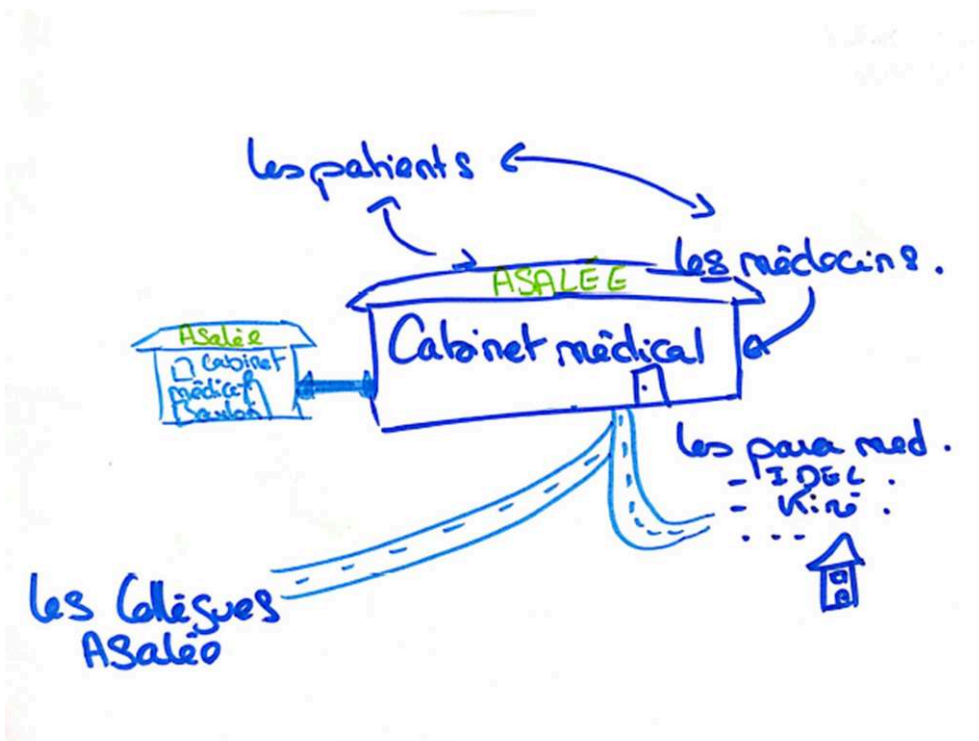 Les patients
les médecins.
ASALÉE
Cabinet médical
Asalée
Cabinet
médical
les para med.
- IDEL.
- Kiné.
....
Les Collègues
ASalée